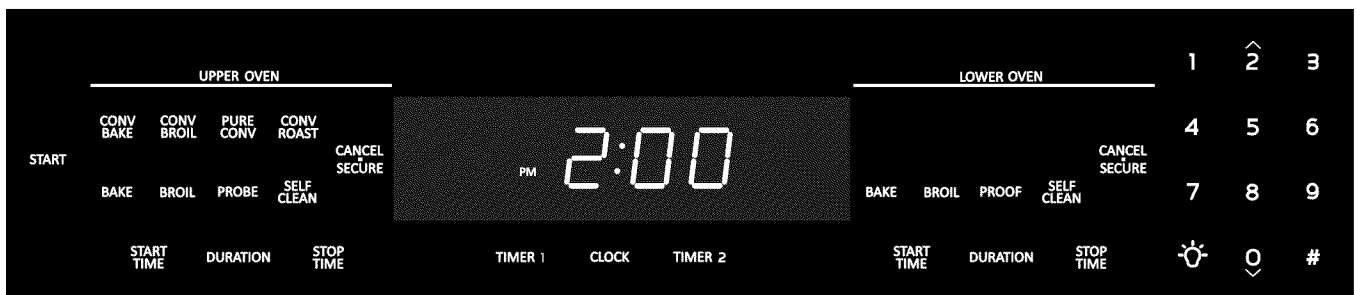 UPPER OVEN
CONV BAKE
CONV BROIL
PURE CONV
CONV ROAST
START
CANCEL
SECURE
BAKE
BROIL
PROBE
SELF CLEAN
START TIME
DURATION
STOP TIME
PM 2:00
TIMER 1
CLOCK
TIMER 2
LOWER OVEN
CANCEL
SECURE
BAKE
BROIL
PROOF
SELF CLEAN
START TIME
DURATION
STOP TIME
1 2 3
4 5 6
7 8 9
0 #